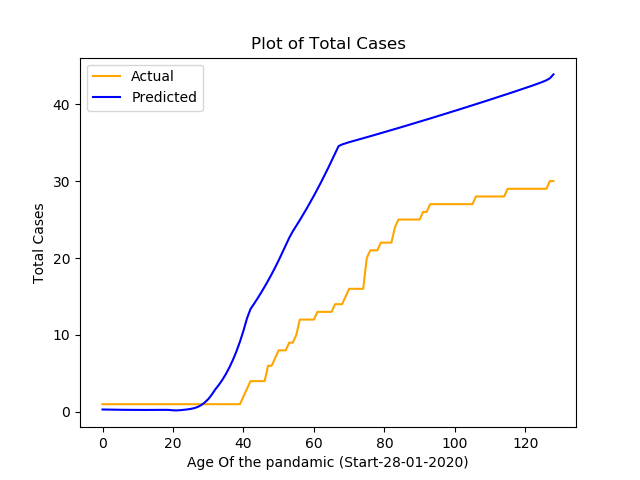 Plot of Total Cases
Actual
Predicted
Total Cases
40
30
20
10
0
0 20 40 60 80 100 120
Age Of the pandamic (Start-28-01-2020)